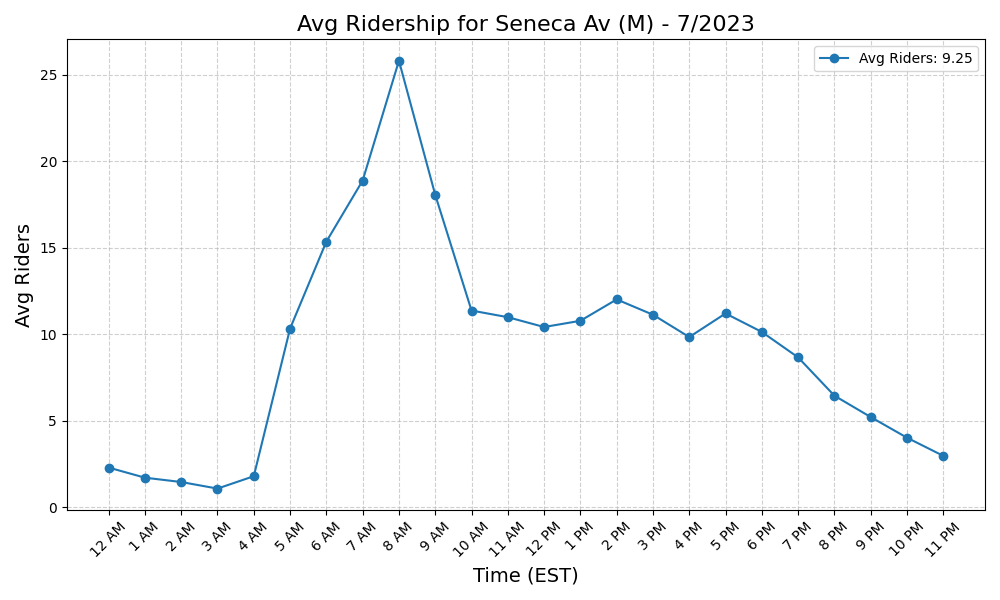 Avg Ridership for Seneca Av (M) - 7/2023
Avg Riders: 9.25
Avg Riders
25
20
15
10
5
0
12 AM
1 AM
2 AM
3 AM
4 AM
5 AM
6 AM
7 AM
8 AM
9 AM
10 AM
11 AM
12 PM
1 PM
2 PM
3 PM
4 PM
5 PM
6 PM
7 PM
8 PM
9 PM
10 PM
11 PM
Time (EST)